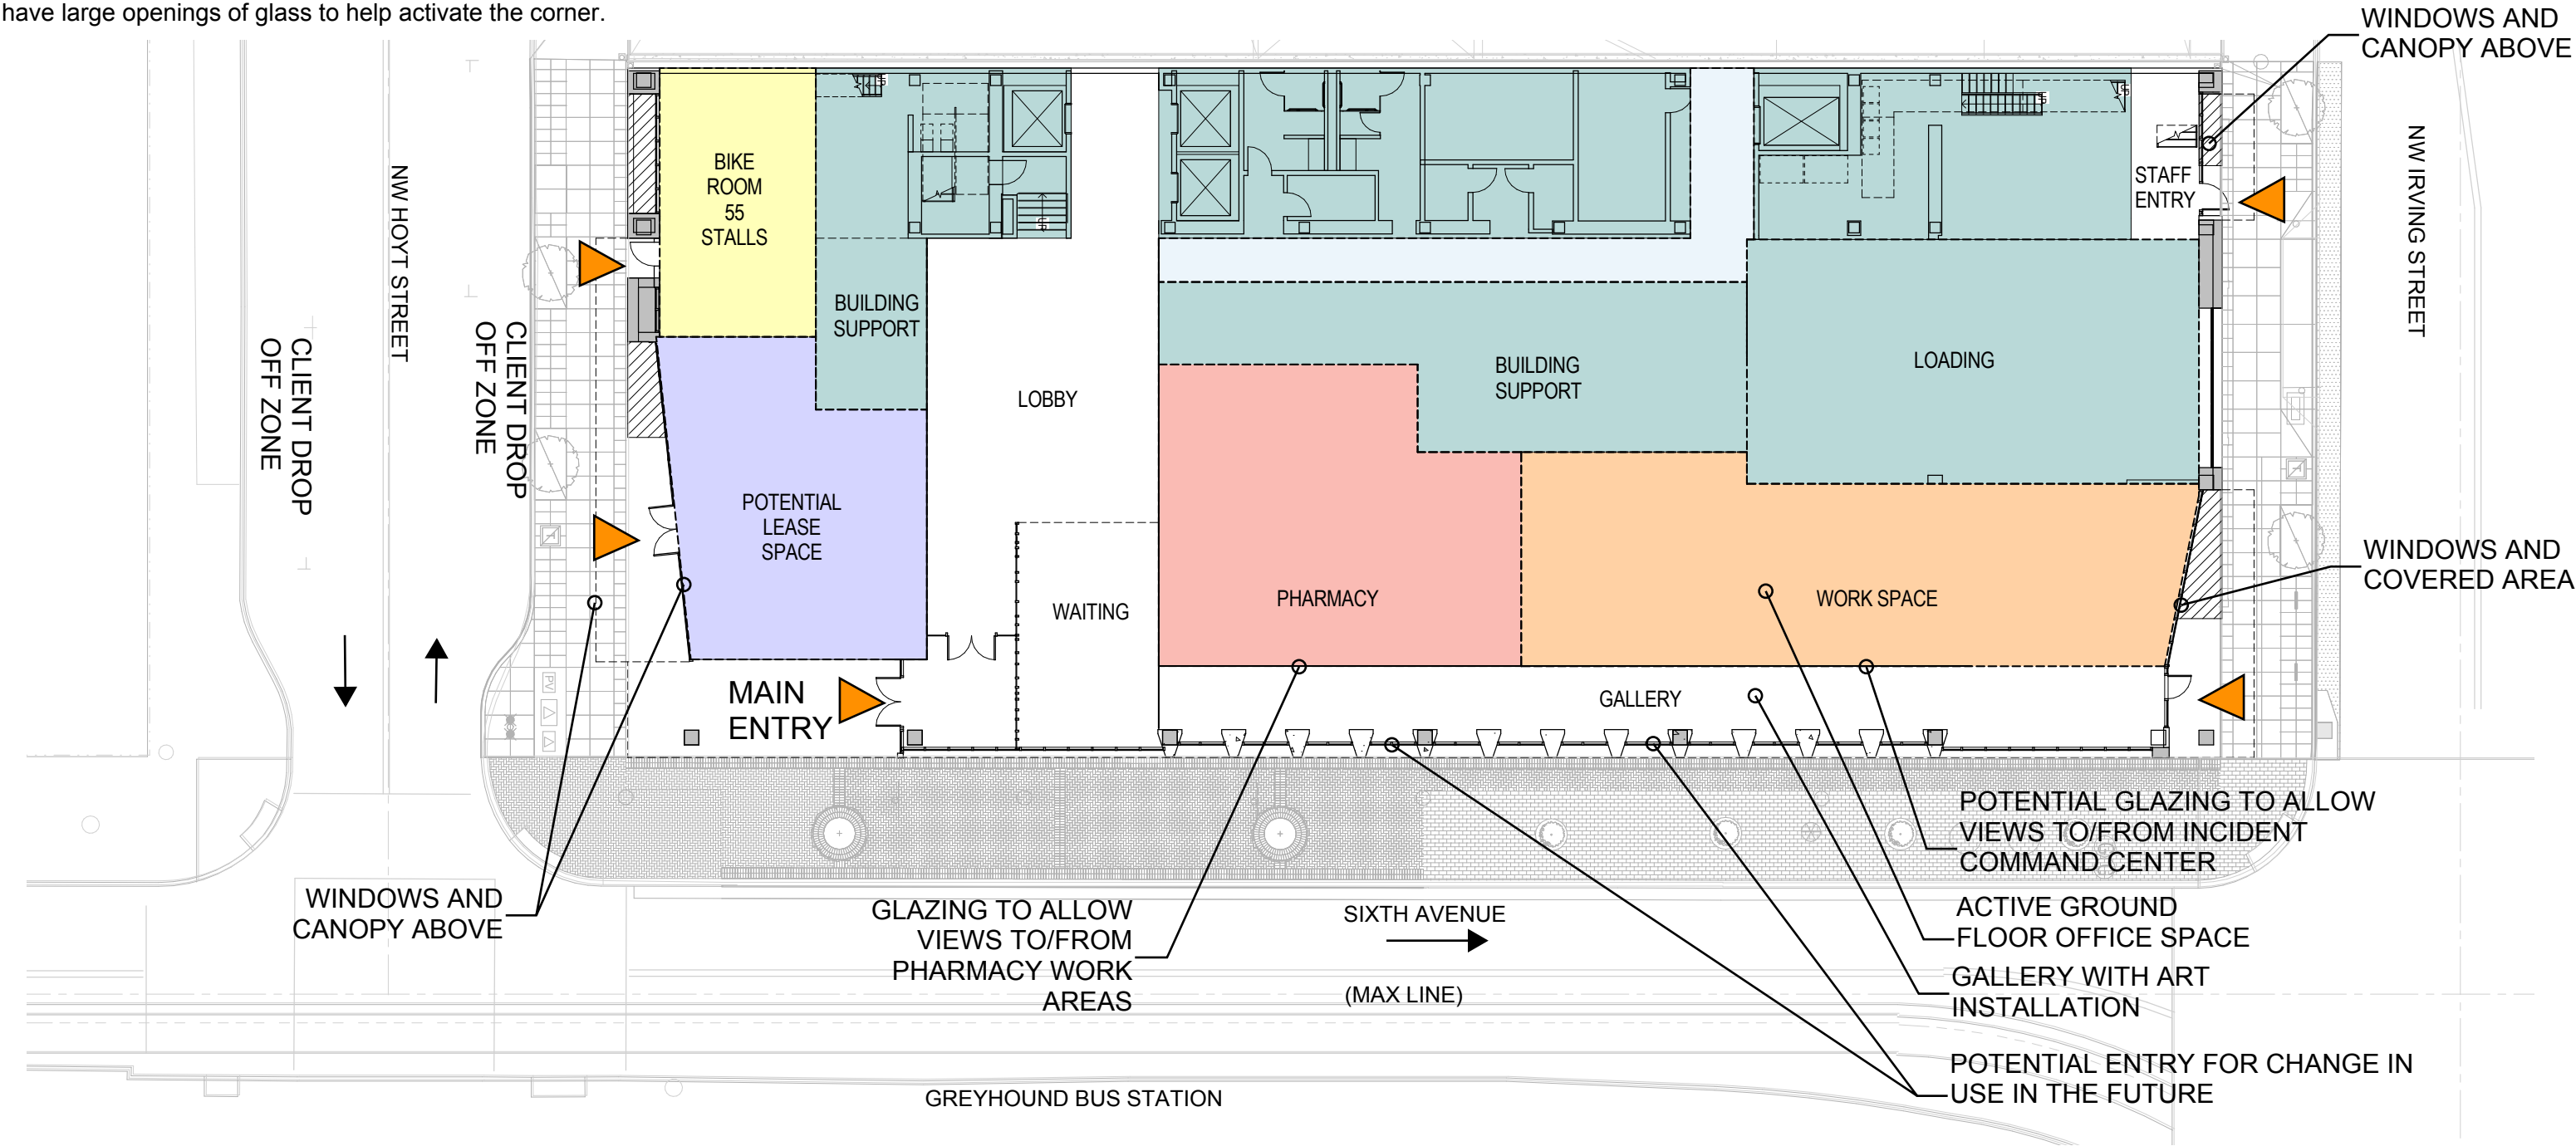 have large openings of glass to help activate the corner.
WINDOWS AND
CANOPY ABOVE
NW HOYT STREET
CLIENT DROP
OFF ZONE
CLIENT DROP
OFF ZONE
BIKE
ROOM
55
STALLS
BUILDING
SUPPORT
LOBBY
POTENTIAL
LEASE
SPACE
WAITING
BUILDING
SUPPORT
LOADING
STAFF
ENTRY
NW IRVING STREET
PHARMACY
WORK SPACE
WINDOWS AND
COVERED AREA
MAIN
ENTRY
GALLERY
PV
WINDOWS AND
CANOPY ABOVE
GLAZING TO ALLOW
VIEWS TO/FROM
PHARMACY WORK
AREAS
SIXTH AVENUE
(MAX LINE)
POTENTIAL GLAZING TO ALLOW
VIEWS TO/FROM INCIDENT
COMMAND CENTER
ACTIVE GROUND
FLOOR OFFICE SPACE
GALLERY WITH ART
INSTALLATION
POTENTIAL ENTRY FOR CHANGE IN
USE IN THE FUTURE
GREYHOUND BUS STATION